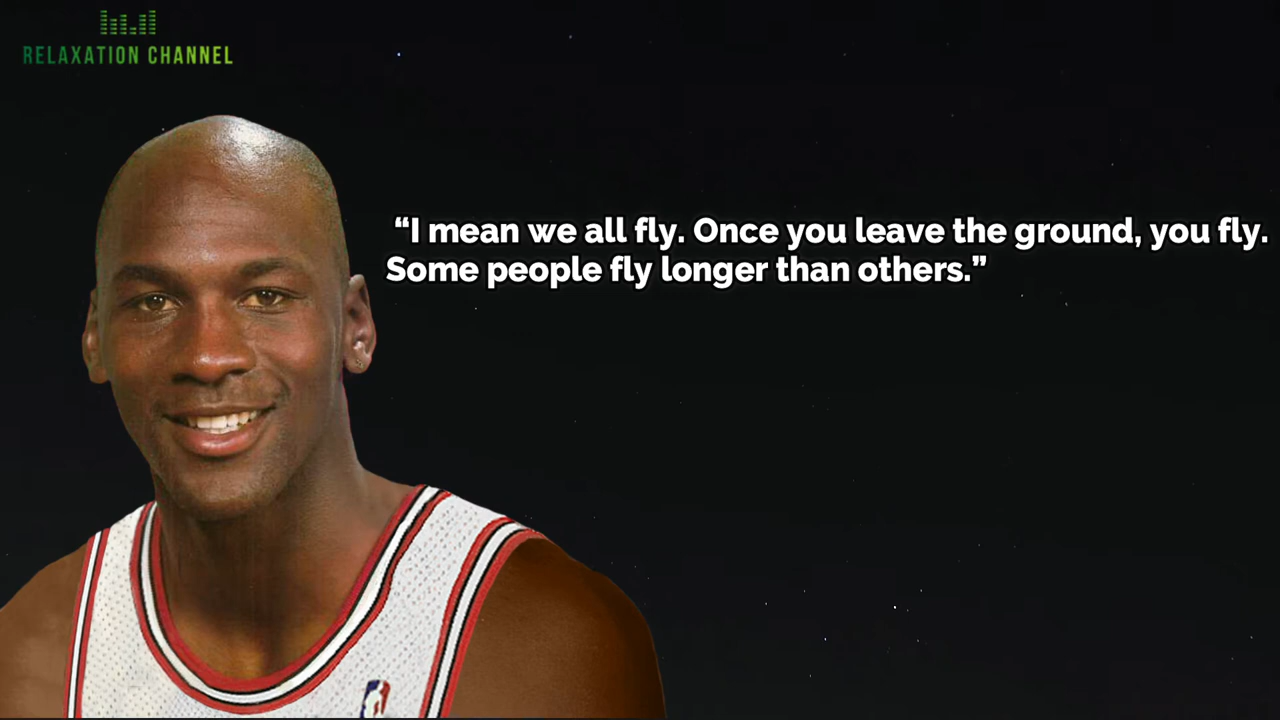 RELAXATION CHANNEL
“I mean we all fly. Once you leave the ground, you fly.
Some people fly longer than others.”